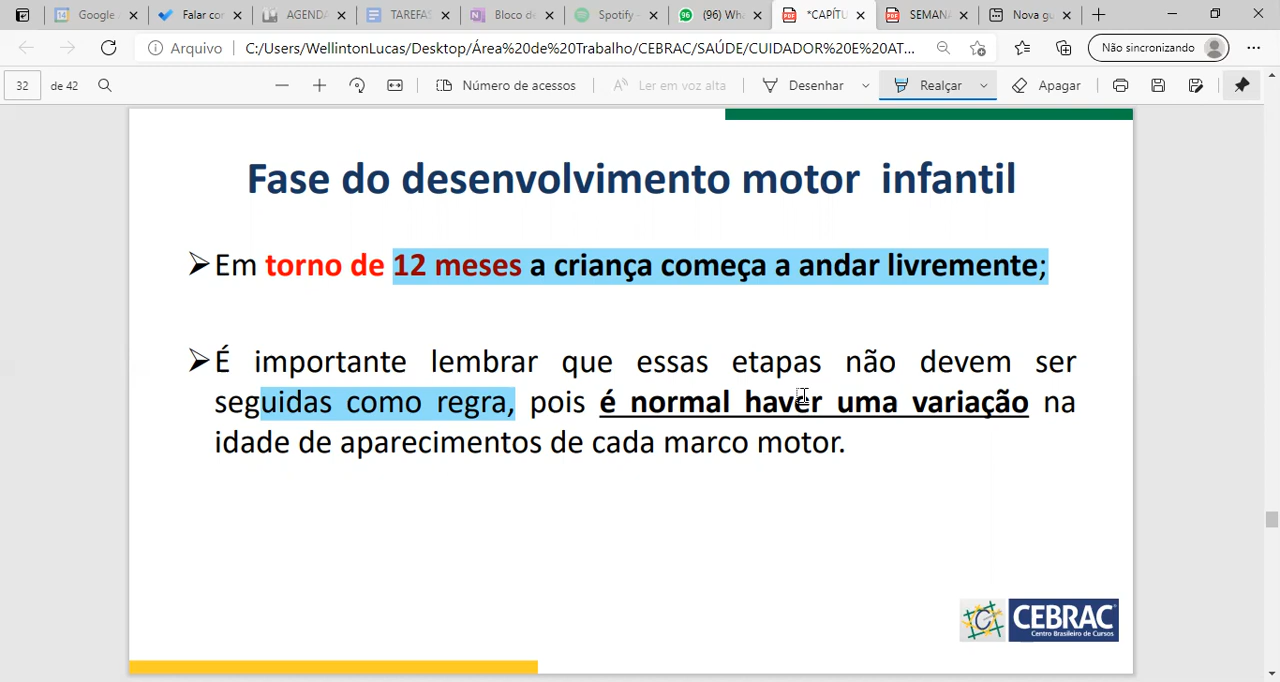 Google
Falar co
AGENDA
TAREFAS
Bloco de
Spotify -
(96) Wh
*CAPÍTU
SEMAN
Nova gu
Arquivo
C:/Users/WellintonLucas/Desktop/Área%20de%20Trabalho/CEBRAC/SAÚDE/CUIDADOR%20E%20AT...
Não sincronizando
32 de 42
Número de acessos
Ler em voz alta
Desenhar
Realçar
Apagar
Fase do desenvolvimento motor infantil
➢Em torno de 12 meses a criança começa a andar livremente;
➢É importante lembrar que essas etapas não devem ser
seguidas como regra, pois é normal haver uma variação na
idade de aparecimentos de cada marco motor.
CEBRAC
Centro Brasileiro de Cursos